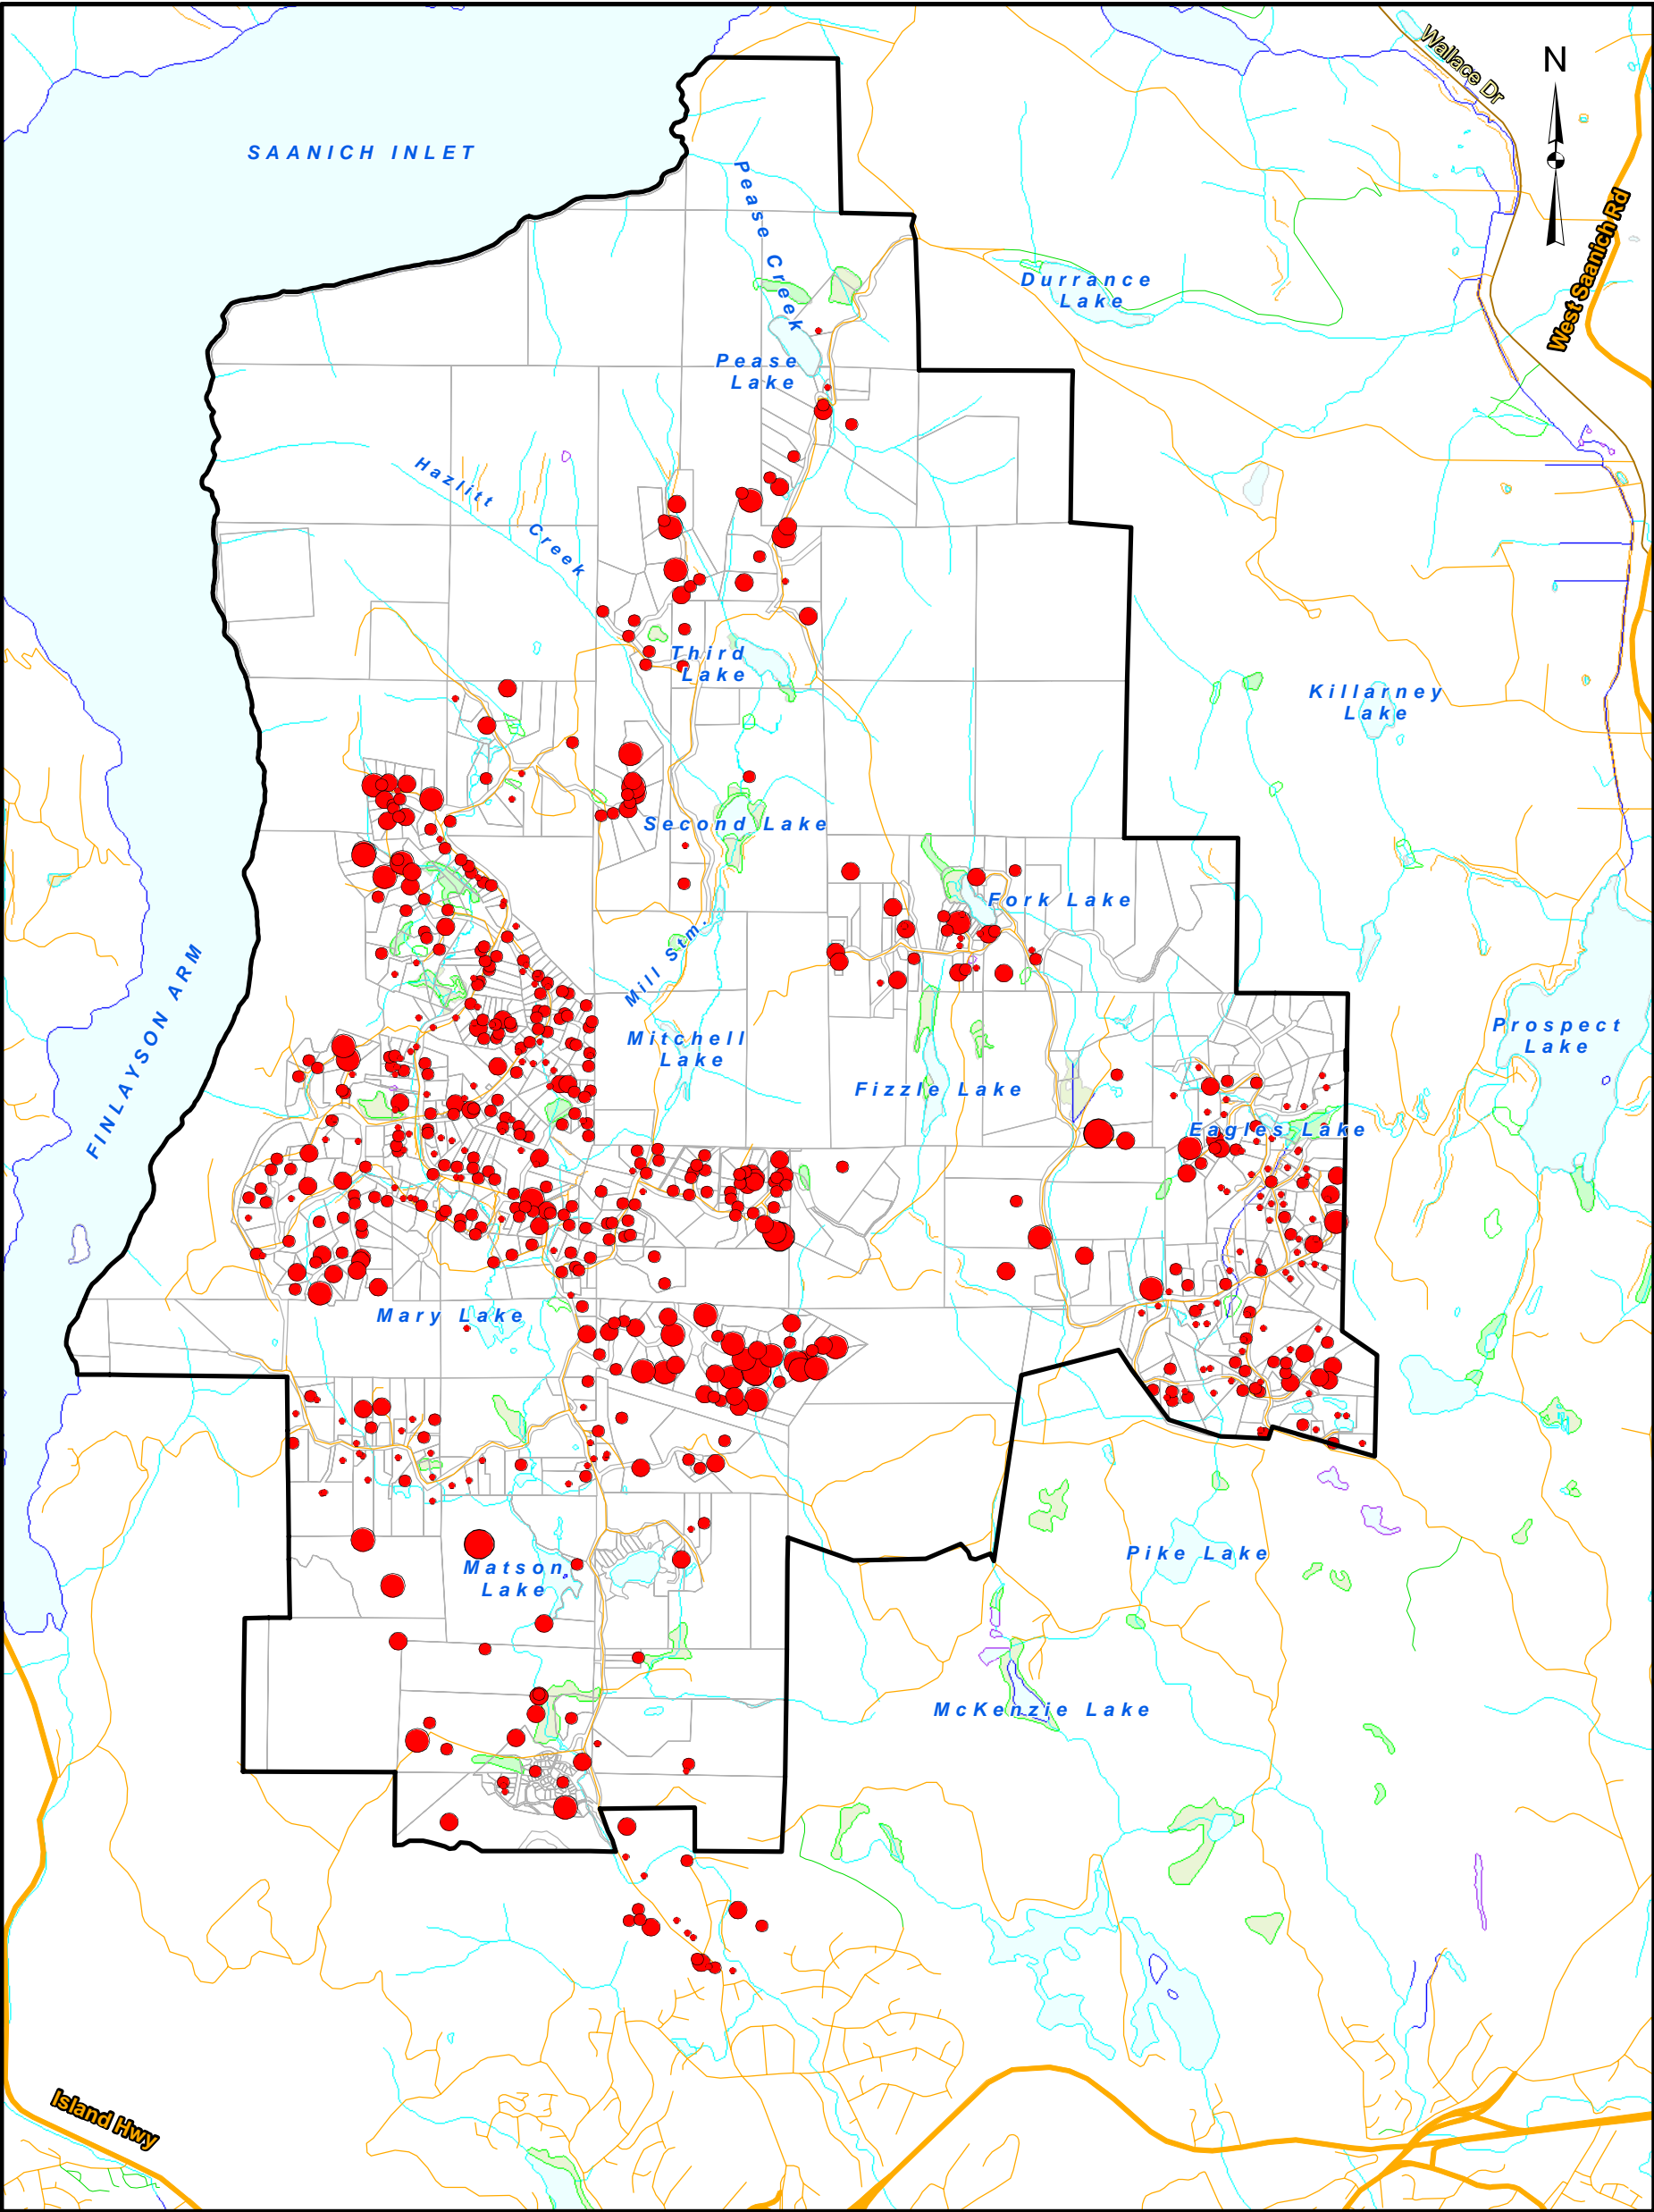 Wallace Dr
N
SAANICH INLET
Pease Creek
West Saanich Rd
Durrance
Lake
Pease
Lake
Hazlitt
Creek
Third
Lake
Killarney
Lake
Second Lake
Fork Lake
Mill Stm.
FINLAYSON ARM
Prospect
Lake
Mitchell
Lake
Fizzle Lake
Eagles Lake
Mary Lake
Pike Lake
Matson
Lake
McKenzie Lake
Island Hwy